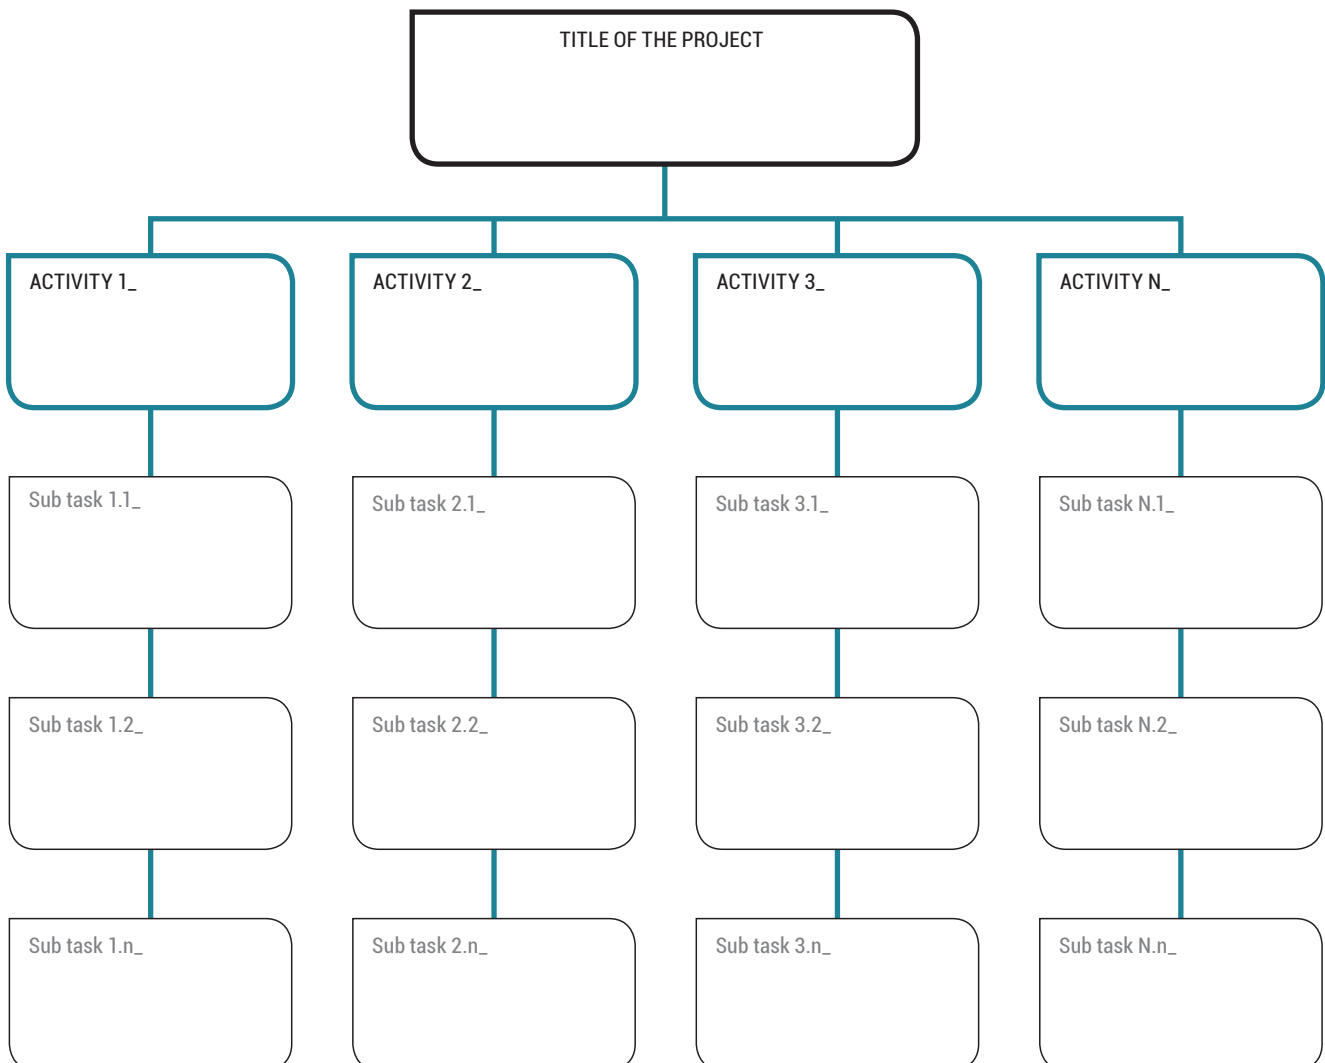 TITLE OF THE PROJECT
ACTIVITY 1_
ACTIVITY 2_
ACTIVITY 3_
ACTIVITY N_
Sub task 1.1_
Sub task 2.1_
Sub task 3.1_
Sub task N.1_
Sub task 1.2_
Sub task 2.2_
Sub task 3.2_
Sub task N.2_
Sub task 1.n_
Sub task 2.n_
Sub task 3.n_
Sub task N.n_